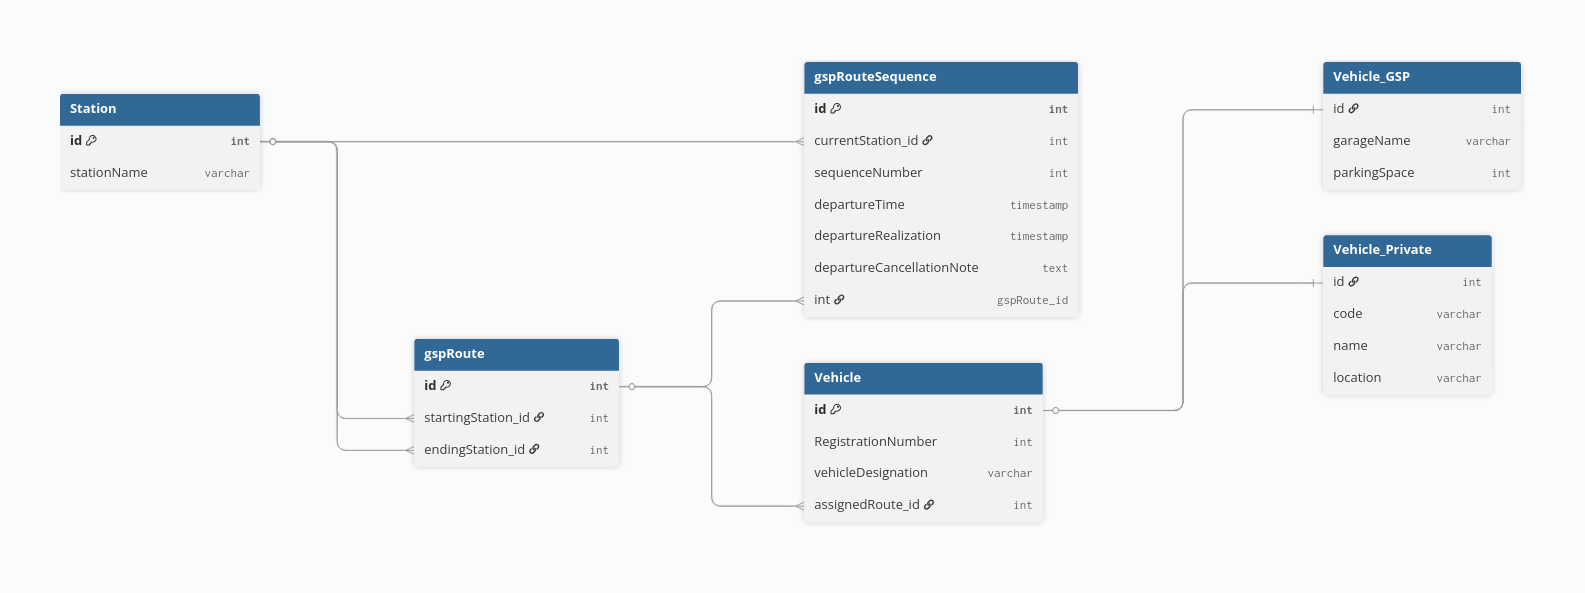 Station
id int
stationName varchar
gspRoute
id int
startingStation_id int
endingStation_id int
gspRouteSequence
id int
currentStation_id int
sequenceNumber int
departureTime timestamp
departureRealization timestamp
departureCancellationNote text
int gspRoute_id
Vehicle
id int
RegistrationNumber int
vehicleDesignation varchar
assignedRoute_id int
Vehicle_GSP
id int
garageName varchar
parkingSpace int
Vehicle_Private
id int
code varchar
name varchar
location varchar